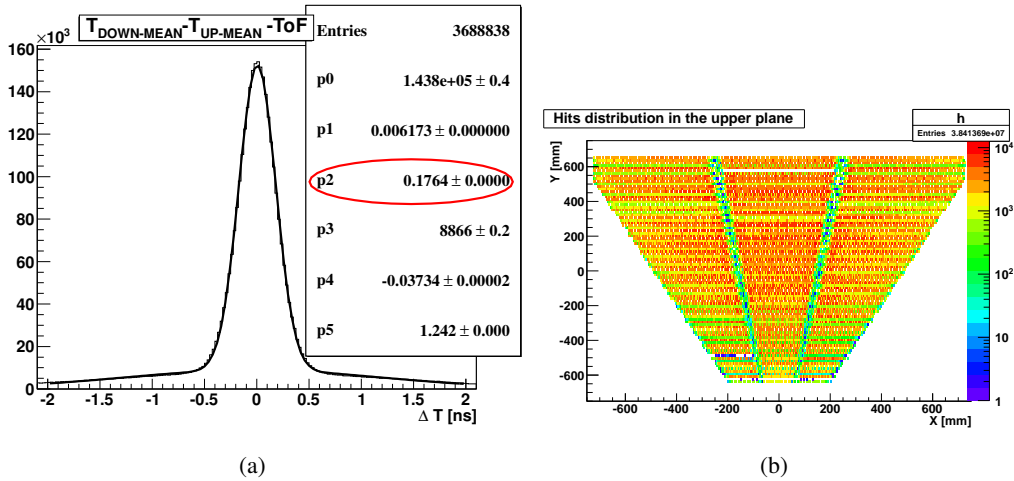 T_DOWN-MEAN-T_UP-MEAN -ToF
×10³
160
140
120
100
80
60
40
20
0
-2 -1.5 -1 -0.5 0 0.5 1 1.5 2
Δ T [ns]
Entries 3688838
p0 1.438e+05 ± 0.4
p1 0.006173 ± 0.000000
p2 0.1764 ± 0.0000
p3 8866 ± 0.2
p4 -0.03734 ± 0.00002
p5 1.242 ± 0.000
(a)
Hits distribution in the upper plane
h
Entries 3.841369e+07
Y [mm]
600
400
200
0
-200
-400
-600
-600 -400 -200 0 200 400 600
X [mm]
10⁴
10³
10²
10
1
(b)